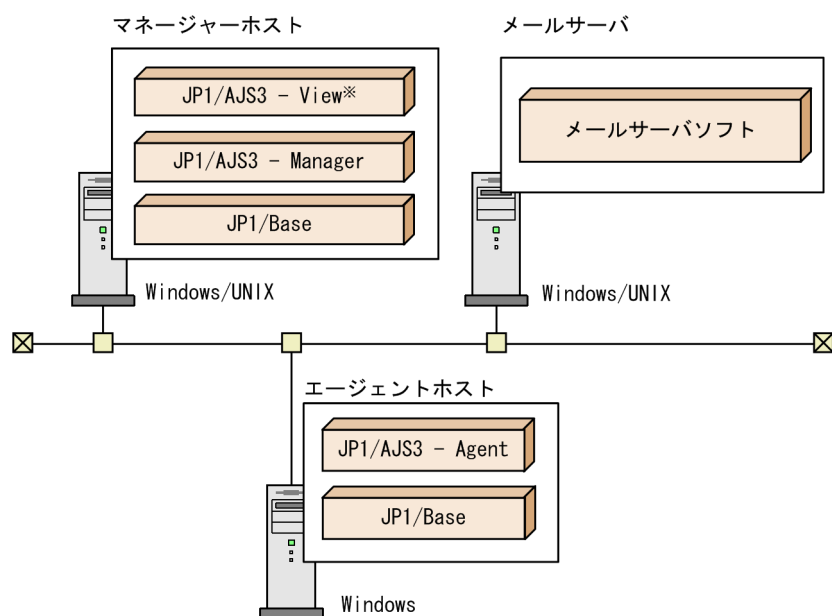 マネージャーホスト
メールサーバ
JP1/AJS3 - View※
メールサーバソフト
JP1/AJS3 - Manager
JP1/Base
Windows/UNIX
Windows/UNIX
エージェントホスト
JP1/AJS3 - Agent
JP1/Base
Windows